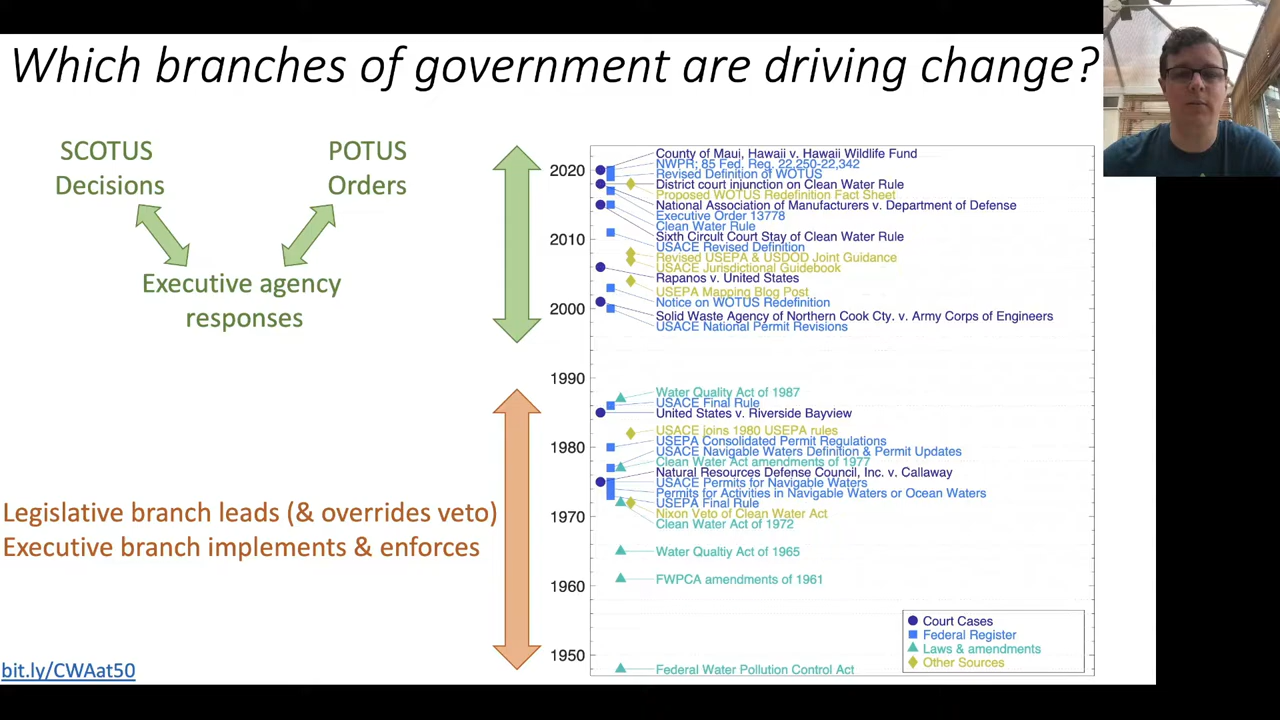 Which branches of government are driving change?
SCOTUS
Decisions
POTUS
Orders
Executive agency
responses
Legislative branch leads (& overrides veto)
Executive branch implements & enforces
bit.ly/CWAat50
2020
2010
2000
1990
1980
1970
1960
1950
County of Maui, Hawaii v. Hawaii Wildlife Fund
NWPR; 85 Fed. Reg. 22,250-22,342
Revised Definition of WOTUS
District court injunction on Clean Water Rule
Proposed WOTUS Redefinition Fact Sheet
National Association of Manufacturers v. Department of Defense
Executive Order 13778
Clean Water Rule
Sixth Circuit Court Stay of Clean Water Rule
USACE Revised Definition
Revised USEPA & USDOD Joint Guidance
USACE Jurisdictional Guidebook
Rapanos v. United States
USEPA Mapping Blog Post
Notice on WOTUS Redefinition
Solid Waste Agency of Northern Cook Cty. v. Army Corps of Engineers
USACE National Permit Revisions
Water Quality Act of 1987
USACE Final Rule
United States v. Riverside Bayview
USACE joins 1980 USEPA rules
USEPA Consolidated Permit Regulations
USACE Navigable Waters Definition & Permit Updates
Clean Water Act amendments of 1977
Natural Resources Defense Council, Inc. v. Callaway
USACE Permits for Navigable Waters
Permits for Activities in Navigable Waters or Ocean Waters
USEPA Final Rule
Nixon Veto of Clean Water Act
Clean Water Act of 1972
Water Qualtiy Act of 1965
FWPCA amendments of 1961
Federal Water Pollution Control Act
Court Cases
Federal Register
Laws & amendments
Other Sources